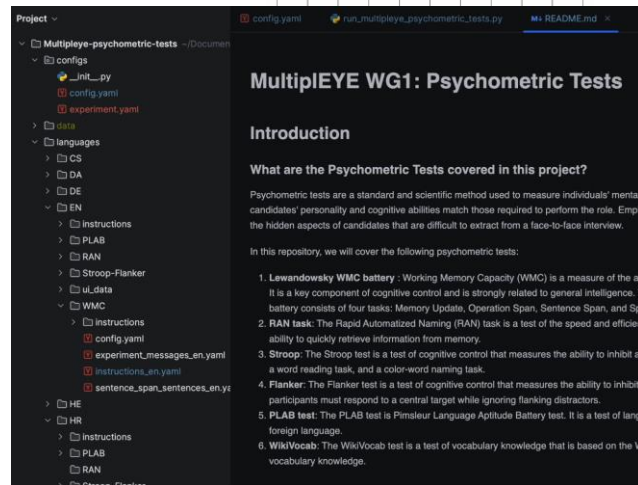 Project
config.yaml
run_multipleye_psychometric_tests.py
M↓ README.md ×
Multipleye-psychometric-tests ~/Documen
configs
__init__.py
config.yaml
experiment.yaml
data
languages
CS
DA
DE
EN
instructions
PLAB
RAN
Stroop-Flanker
ui_data
WMC
instructions
config.yaml
experiment_messages_en.yaml
instructions_en.yaml
sentence_span_sentences_en.ya
HE
HR
instructions
PLAB
RAN
Stroop-Flanker
MultiplEYE WG1: Psychometric Tests
Introduction
What are the Psychometric Tests covered in this project?
Psychometric tests are a standard and scientific method used to measure individuals' menta
candidates' personality and cognitive abilities match those required to perform the role. Emp
the hidden aspects of candidates that are difficult to extract from a face-to-face interview.
In this repository, we will cover the following psychometric tests:
1. Lewandowsky WMC battery : Working Memory Capacity (WMC) is a measure of the a
It is a key component of cognitive control and is strongly related to general intelligence.
battery consists of four tasks: Memory Update, Operation Span, Sentence Span, and Sp
2. RAN task: The Rapid Automatized Naming (RAN) task is a test of the speed and efficie
ability to quickly retrieve information from memory.
3. Stroop: The Stroop test is a test of cognitive control that measures the ability to inhibit a
a word reading task, and a color-word naming task.
4. Flanker: The Flanker test is a test of cognitive control that measures the ability to inhibit
participants must respond to a central target while ignoring flanking distractors.
5. PLAB test: The PLAB test is Pimsleur Language Aptitude Battery test. It is a test of lang
foreign language.
6. WikiVocab: The WikiVocab test is a test of vocabulary knowledge that is based on the W
vocabulary knowledge.